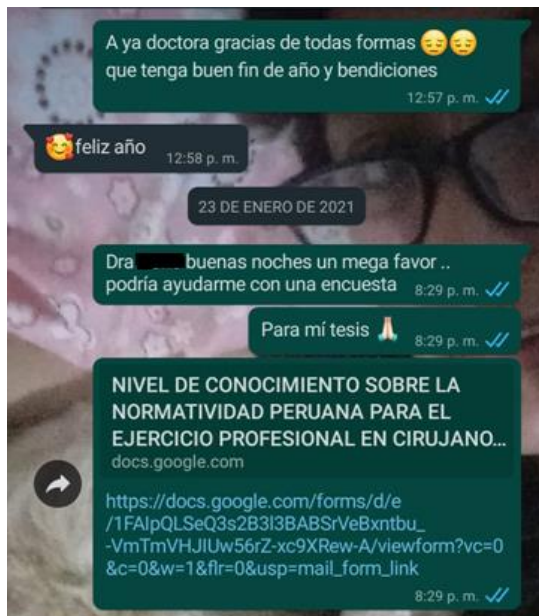 A ya doctora gracias de todas formas 😔😔
que tenga buen fin de año y bendiciones
12:57 p. m.
🥰feliz año
12:58 p. m.
23 DE ENERO DE 2021
Dra buenas noches un mega favor ..
podría ayudarme con una encuesta
8:29 p. m.
Para mí tesis 🙏🏻
8:29 p. m.
NIVEL DE CONOCIMIENTO SOBRE LA
NORMATIVIDAD PERUANA PARA EL
EJERCICIO PROFESIONAL EN CIRUJANO...
docs.google.com
https://docs.google.com/forms/d/e
/1FAIpQLSeQ3s2B3l3BABSrVeBxntbu_
-VmTmVHJIUw56rZ-xc9XRew-A/viewform?vc=0
&c=0&w=1&flr=0&usp=mail_form_link
8:29 p. m.